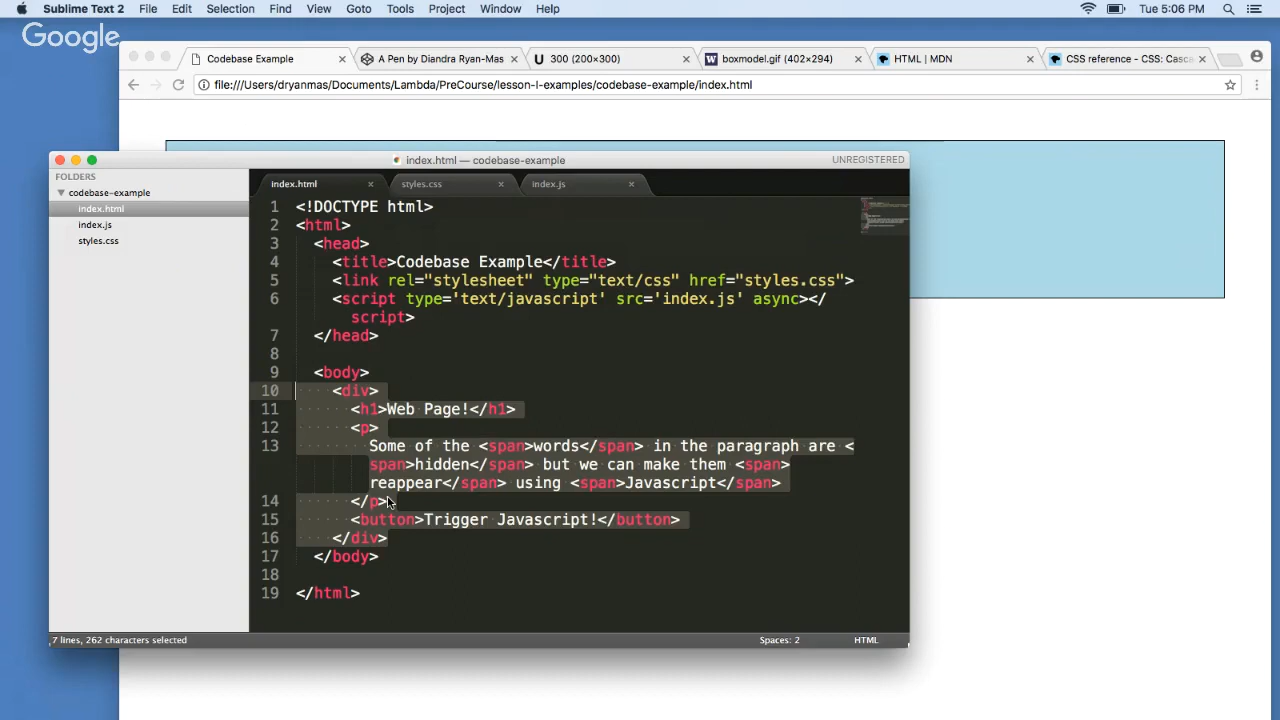 Sublime Text 2 File Edit Selection Find View Goto Tools Project Window Help Tue 5:06 PM
Google
Codebase Example A Pen by Diandra Ryan-Mas 300 (200×300) boxmodel.gif (402×294) HTML | MDN CSS reference - CSS: Casca
file:///Users/dryanmas/Documents/Lambda/PreCourse/lesson-I-examples/codebase-example/index.html
index.html — codebase-example UNREGISTERED
FOLDERS
codebase-example
index.html
index.js
styles.css
index.html styles.css index.js
1 <!DOCTYPE html>
2 <html>
3 <head>
4 <title>Codebase Example</title>
5 <link rel="stylesheet" type="text/css" href="styles.css">
6 <script type='text/javascript' src='index.js' async></
script>
7 </head>
8
9 <body>
10 <div>
11 <h1>Web Page!</h1>
12 <p>
13 Some of the <span>words</span> in the paragraph are <
span>hidden</span> but we can make them <span>
reappear</span> using <span>Javascript</span>
14 </p>
15 <button>Trigger Javascript!</button>
16 </div>
17 </body>
18
19 </html>
7 lines, 262 characters selected Spaces: 2 HTML